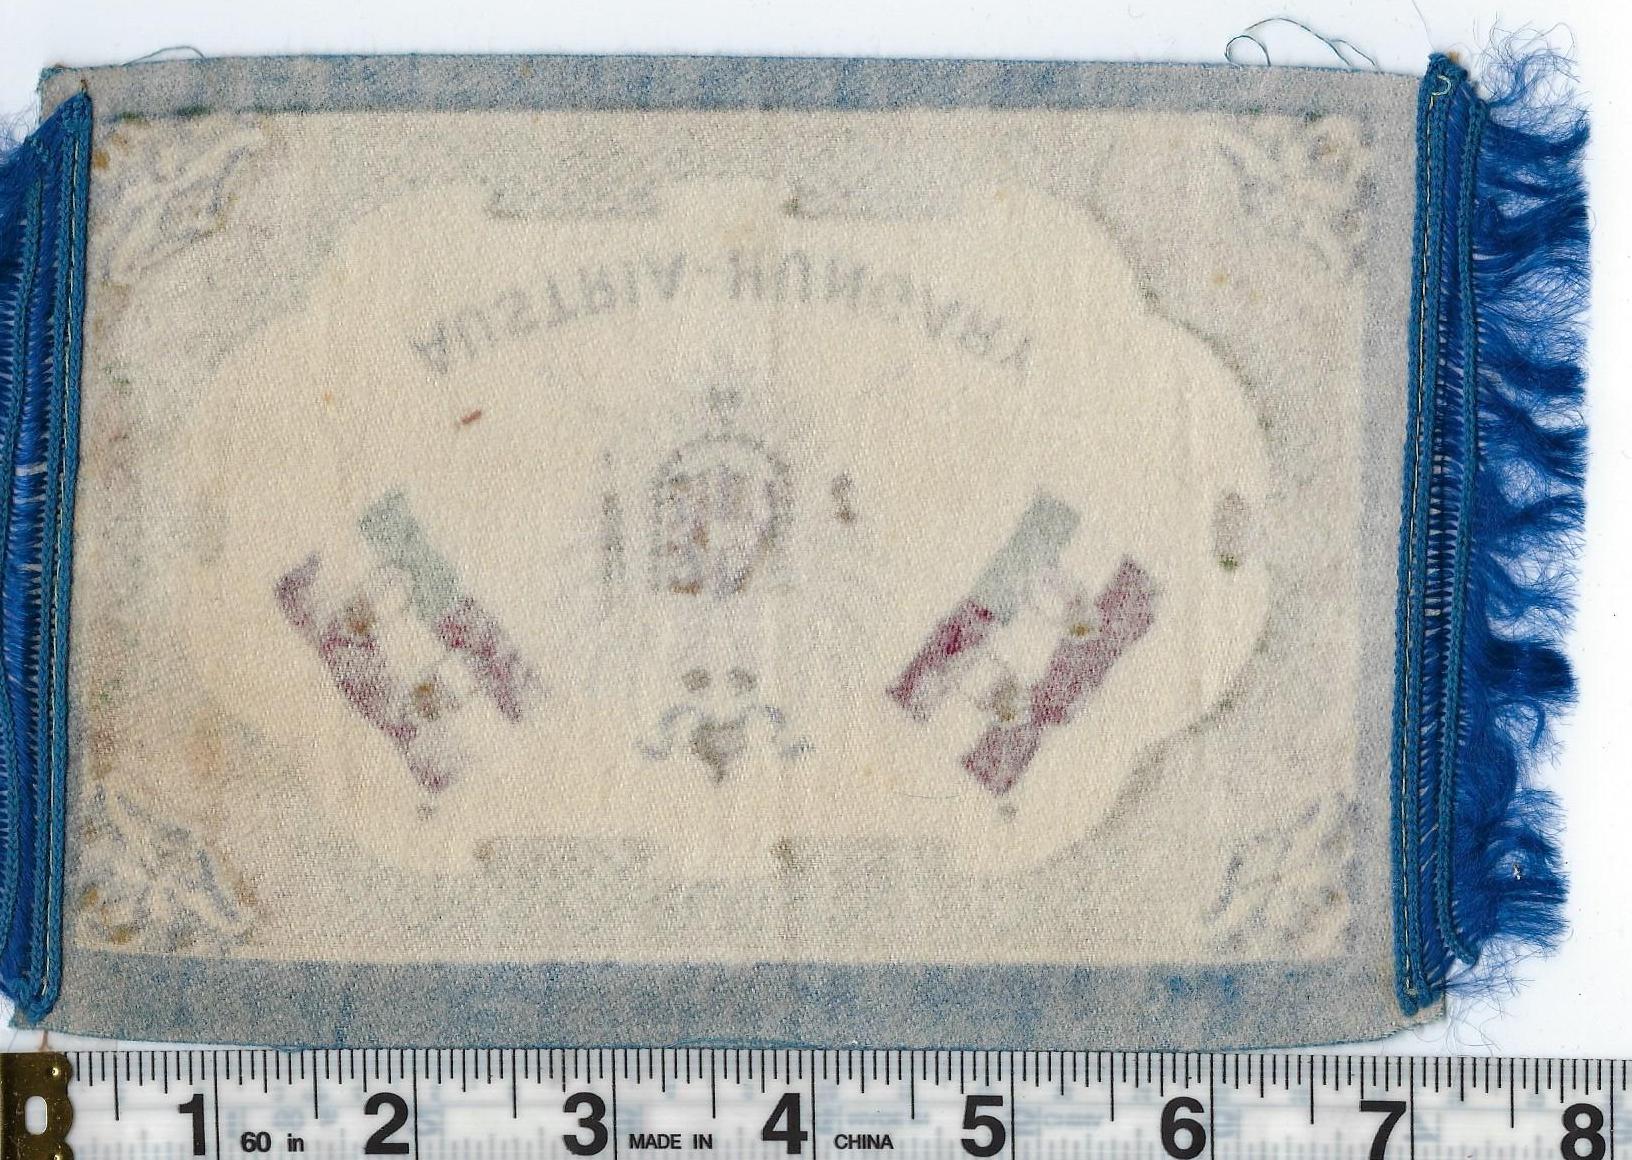 AUSTRIA-HUNGARY
1 2 3 4 5 6 7 8
60 in MADE IN CHINA